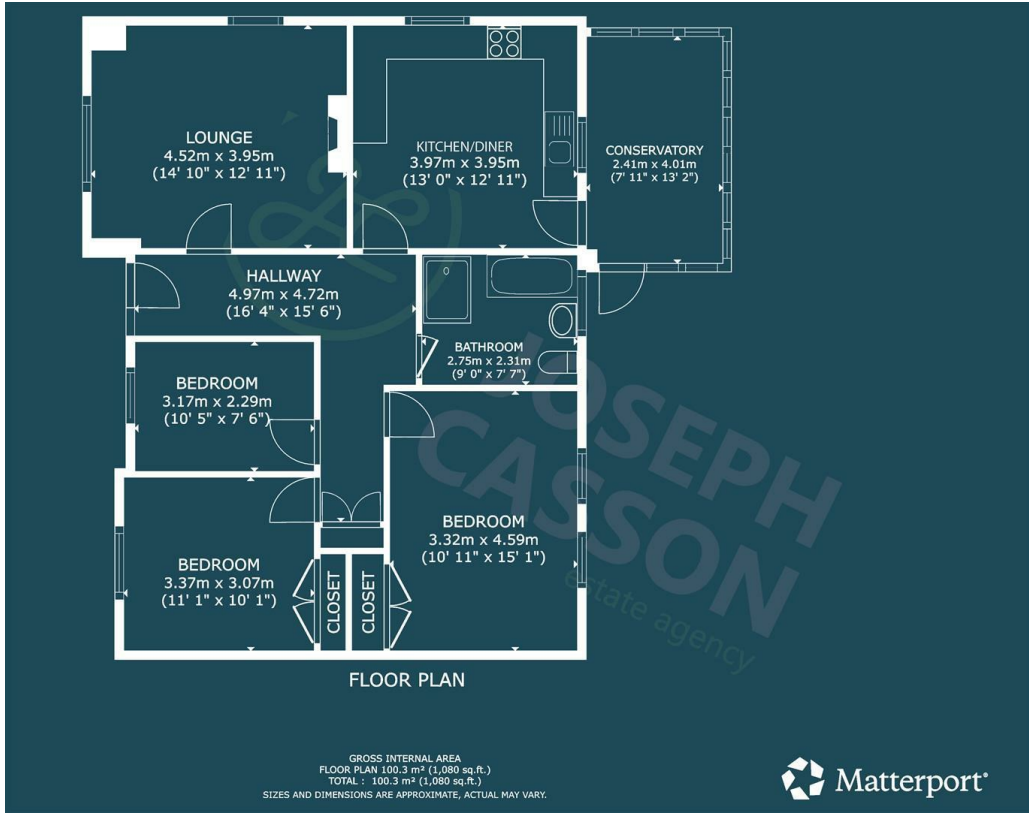 LOUNGE
4.52m x 3.95m
(14' 10" x 12' 11")
KITCHEN/DINER
3.97m x 3.95m
(13' 0" x 12' 11")
CONSERVATORY
2.41m x 4.01m
(7' 11" x 13' 2")
HALLWAY
4.97m x 4.72m
(16' 4" x 15' 6")
BATHROOM
2.75m x 2.31m
(9' 0" x 7' 7")
BEDROOM
3.17m x 2.29m
(10' 5" x 7' 6")
BEDROOM
3.32m x 4.59m
(10' 11" x 15' 1")
BEDROOM
3.37m x 3.07m
(11' 1" x 10' 1")
CLOSET
CLOSET
JOSEPH
CASSON
estate agency
FLOOR PLAN
GROSS INTERNAL AREA
FLOOR PLAN 100.3 m² (1,080 sq.ft.)
TOTAL : 100.3 m² (1,080 sq.ft.)
SIZES AND DIMENSIONS ARE APPROXIMATE, ACTUAL MAY VARY.
Matterport®